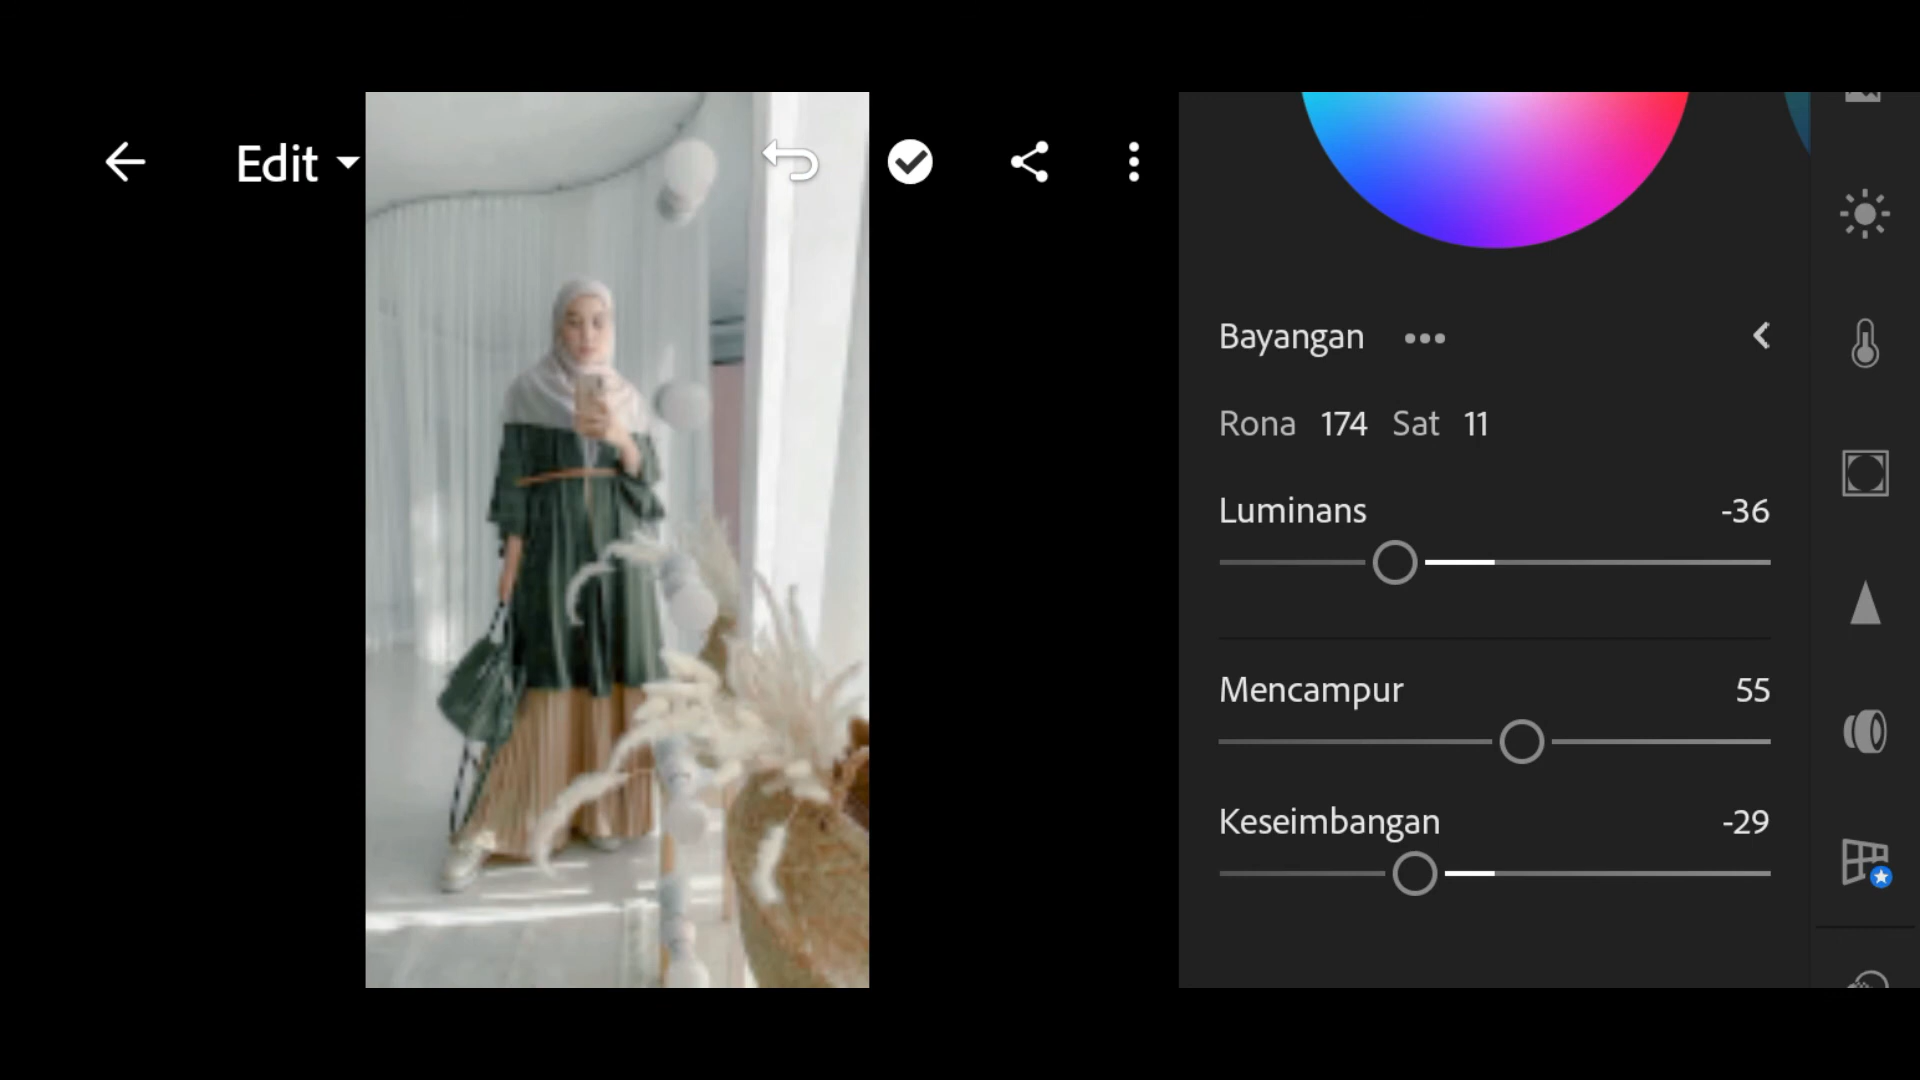 Edit
Bayangan
Rona 174 Sat 11
Luminans -36
Mencampur 55
Keseimbangan -29